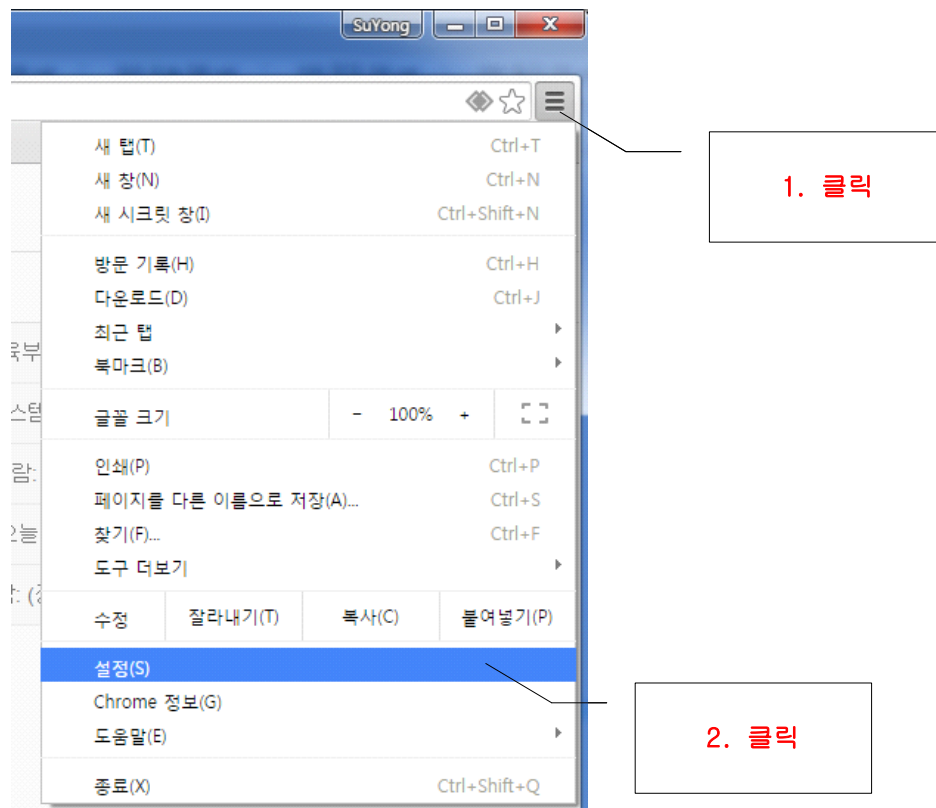 SuYong
1. 클릭
새 탭(T) Ctrl+T
새 창(N) Ctrl+N
새 시크릿 창(I) Ctrl+Shift+N
방문 기록(H) Ctrl+H
다운로드(D) Ctrl+J
최근 탭
북마크(B)
글꼴 크기 - 100% +
인쇄(P) Ctrl+P
페이지를 다른 이름으로 저장(A)... Ctrl+S
찾기(F)... Ctrl+F
도구 더보기
수정 잘라내기(T) 복사(C) 붙여넣기(P)
설정(S)
Chrome 정보(G)
도움말(E)
2. 클릭
종료(X) Ctrl+Shift+Q